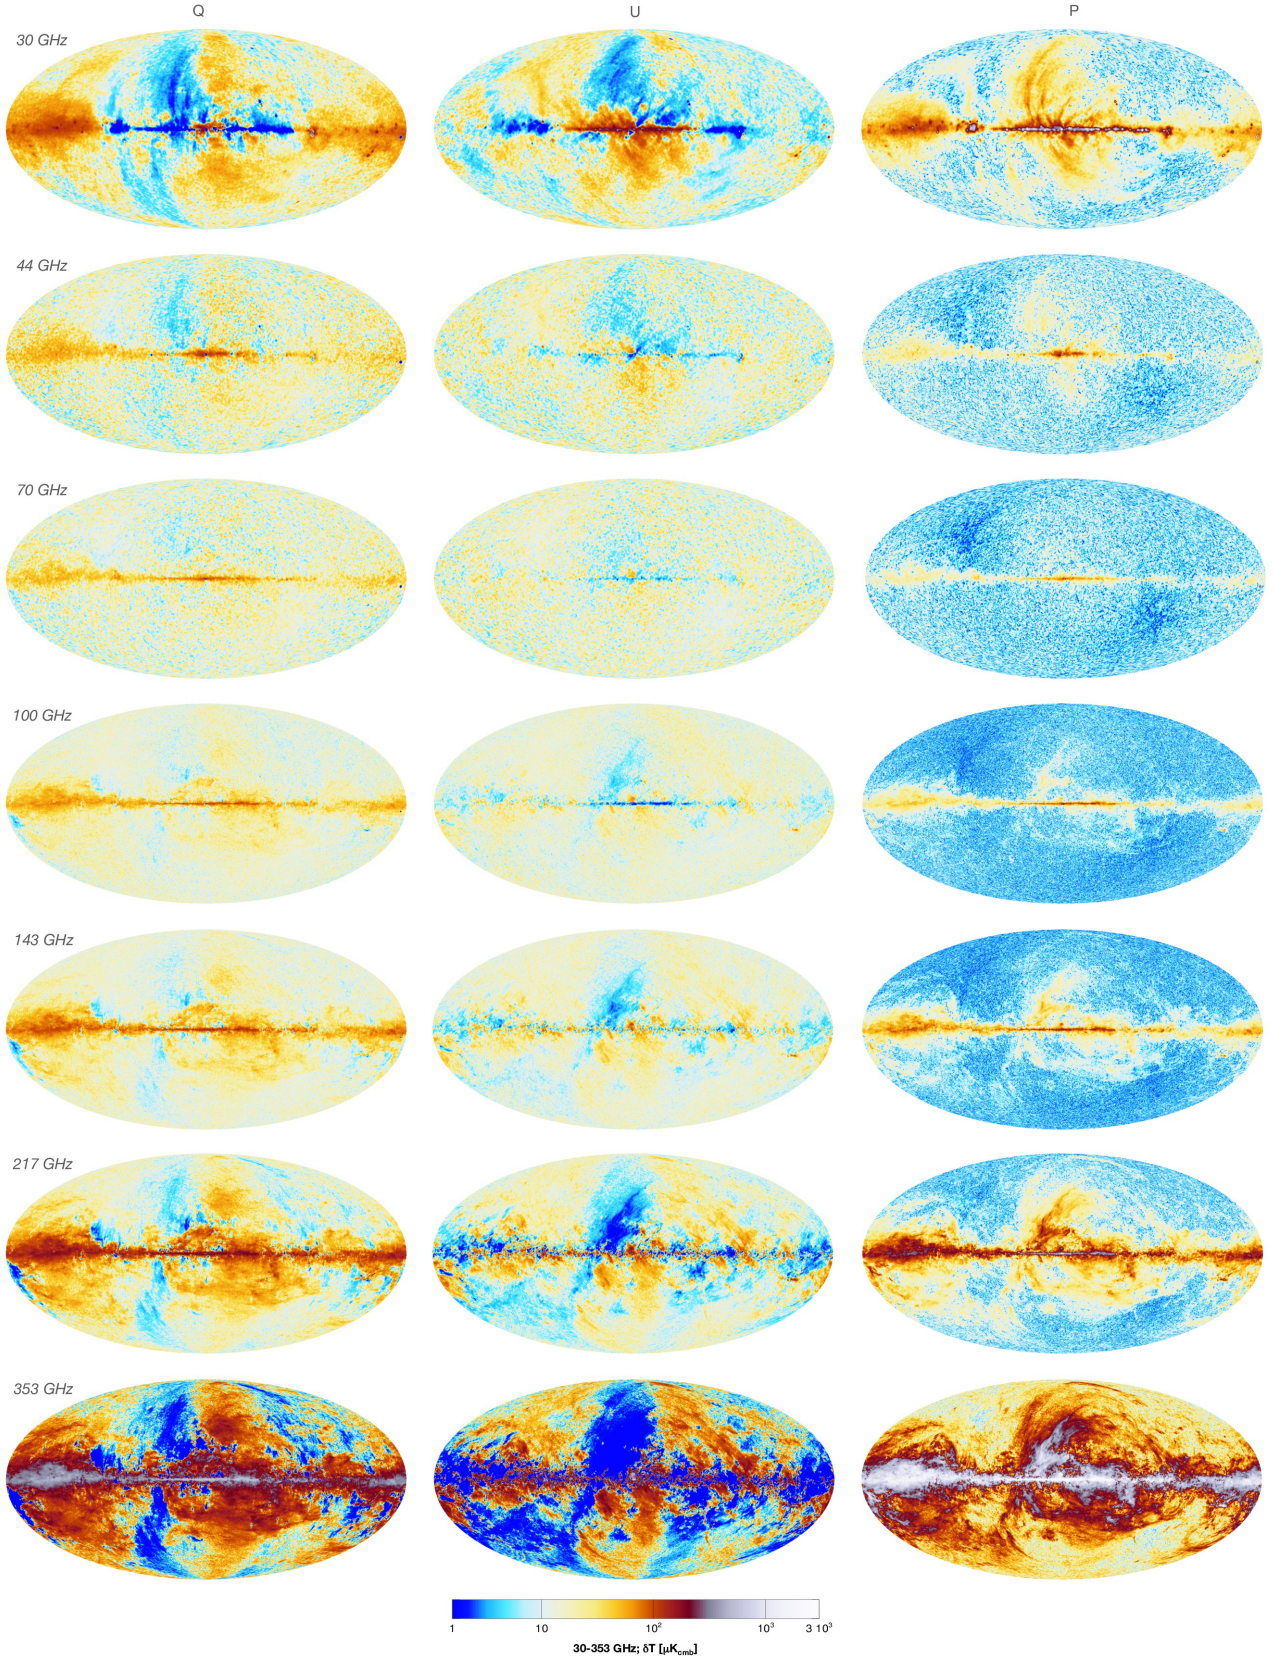 Q U P
30 GHz
44 GHz
70 GHz
100 GHz
143 GHz
217 GHz
353 GHz
1 10 10² 10³ 3 10³
30-353 GHz; δT [μK_cmb]